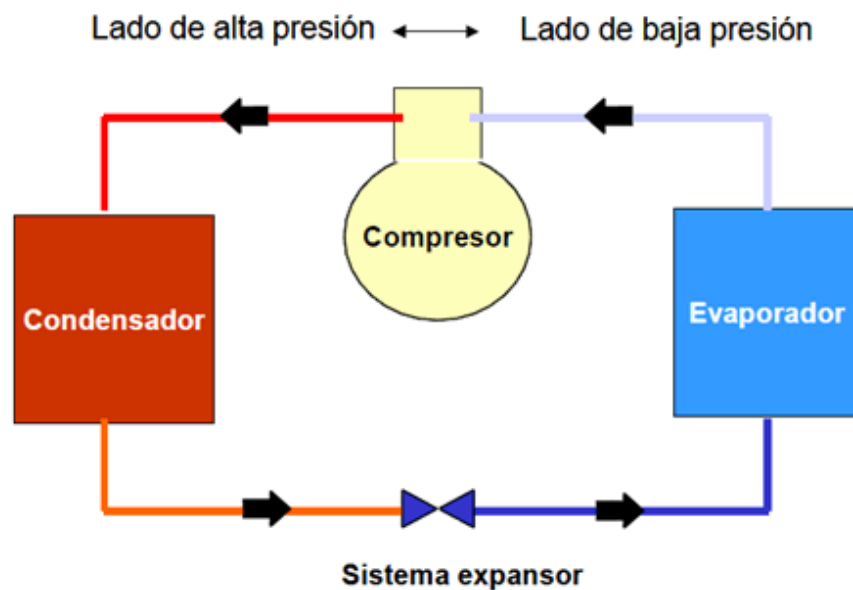 Lado de alta presión
Lado de baja presión
Compresor
Condensador
Evaporador
Sistema expansor